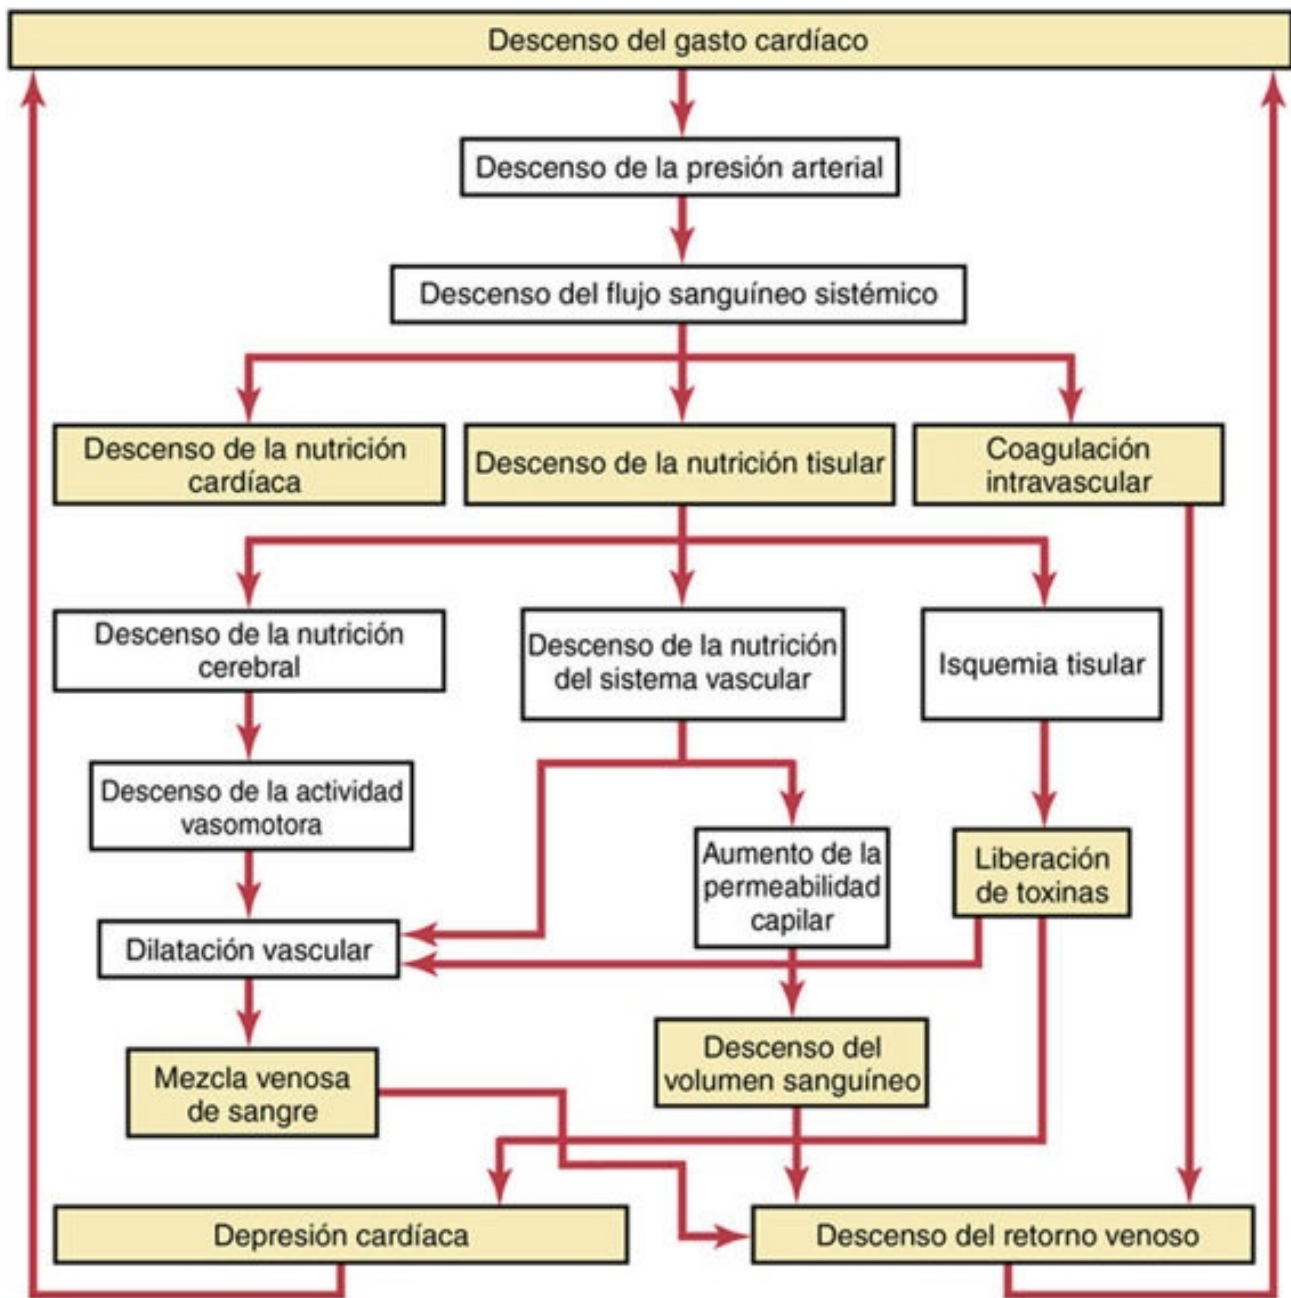 Descenso del gasto cardíaco
Descenso de la presión arterial
Descenso del flujo sanguíneo sistémico
Descenso de la nutrición
cardíaca
Descenso de la nutrición tisular
Coagulación
intravascular
Descenso de la nutrición
cerebral
Descenso de la nutrición
del sistema vascular
Isquemia tisular
Descenso de la actividad
vasomotora
Aumento de la
permeabilidad
capilar
Liberación
de toxinas
Dilatación vascular
Mezcla venosa
de sangre
Descenso del
volumen sanguíneo
Depresión cardíaca
Descenso del retorno venoso